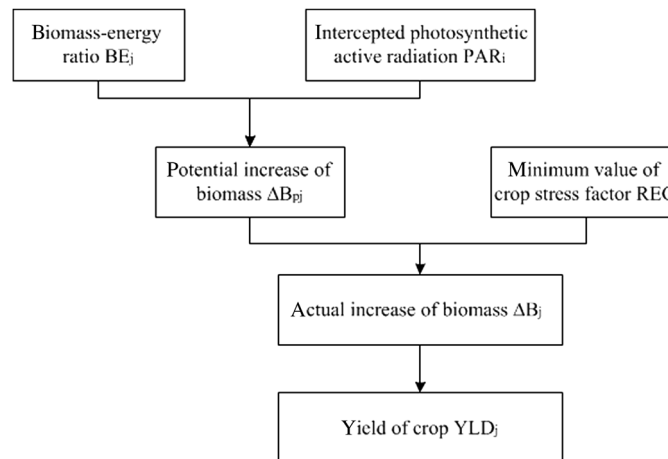 Biomass-energy
ratio BEj
Intercepted photosynthetic
active radiation PARi
Potential increase of
biomass ΔBpj
Minimum value of
crop stress factor REG
Actual increase of biomass ΔBj
Yield of crop YLDj